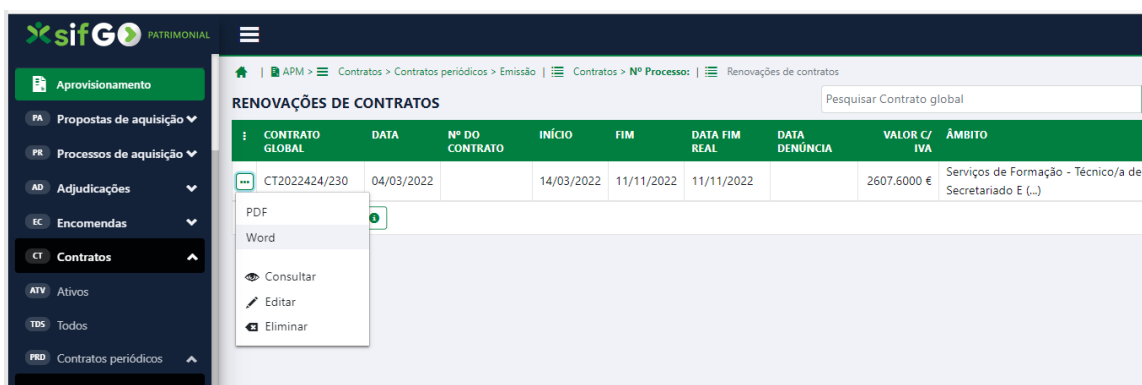 sifGO PATRIMONIAL
Aprovisionamento
PA Propostas de aquisição
PR Processos de aquisição
AD Adjudicações
EC Encomendas
CT Contratos
ATV Ativos
TDS Todos
PRD Contratos periódicos
| APM > Contratos > Contratos periódicos > Emissão | Contratos > Nº Processo: | Renovações de contratos
RENOVAÇÕES DE CONTRATOS
Pesquisar Contrato global
CONTRATO GLOBAL
DATA
Nº DO CONTRATO
INÍCIO
FIM
DATA FIM REAL
DATA DENÚNCIA
VALOR C/ IVA
ÂMBITO
CT2022424/230
04/03/2022
14/03/2022
11/11/2022
11/11/2022
2607.6000 €
Serviços de Formação - Técnico/a de
Secretariado E (...)
PDF
Word
Consultar
Editar
Eliminar